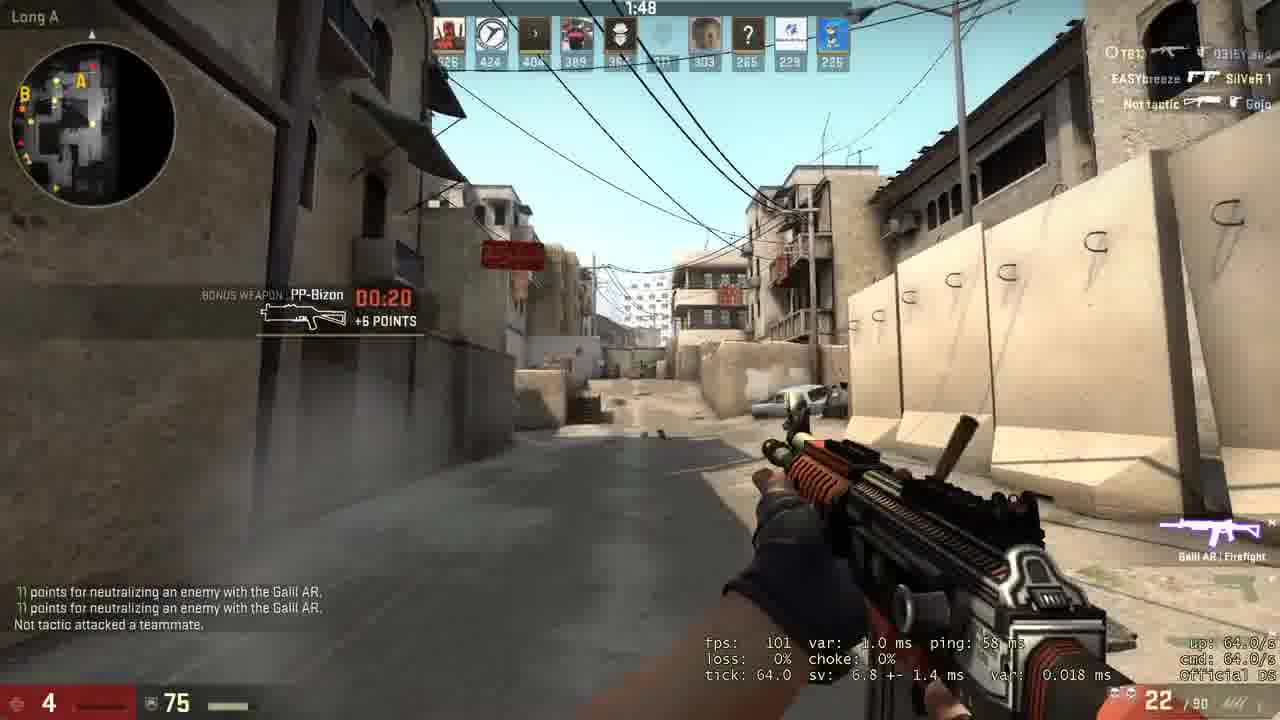 Long A
1:48
A
B
526 424 404 389
303 265 229 225
?
EASYbreeze SilVeR 1
Not tactic Gojo
BONUS WEAPON: PP-Bizon 00:20
+6 POINTS
Galil AR | Firefight
11 points for neutralizing an enemy with the Galil AR.
11 points for neutralizing an enemy with the Galil AR.
Not tactic attacked a teammate.
fps: 101 var: 1.0 ms ping: 58 ms
loss: 0% choke: 0%
tick: 64.0 sv: 6.8 +- 1.4 ms var: 0.018 ms
up: 64.0/s
cmd: 64.0/s
Official DS
4 75
22 / 90